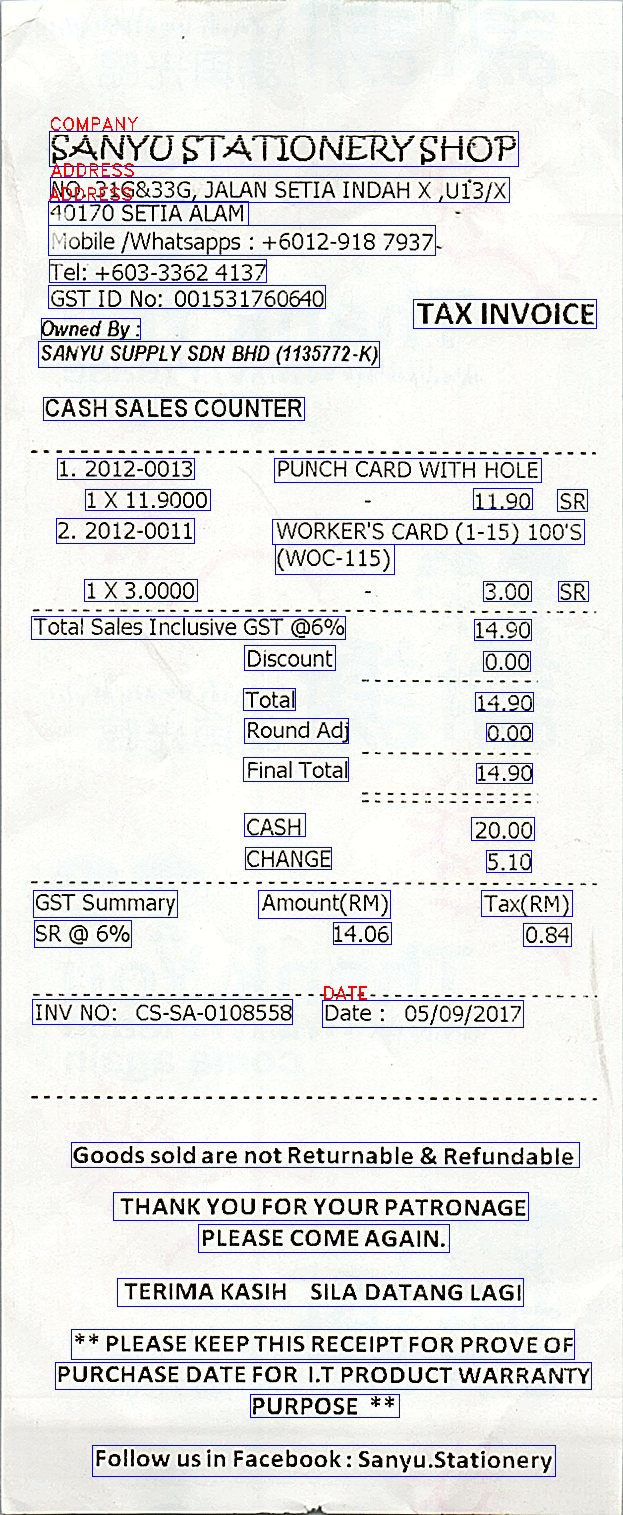 COMPANY
SANYU STATIONERY SHOP
ADDRESS
NO. 31G&33G, JALAN SETIA INDAH X ,U13/X
ADDRESS
40170 SETIA ALAM
Mobile /Whatsapps : +6012-918 7937
Tel: +603-3362 4137
GST ID No: 001531760640
TAX INVOICE
Owned By :
SANYU SUPPLY SDN BHD (1135772-K)
CASH SALES COUNTER
1. 2012-0013 PUNCH CARD WITH HOLE
1 X 11.9000 - 11.90 SR
2. 2012-0011 WORKER'S CARD (1-15) 100'S
(WOC-115)
1 X 3.0000 - 3.00 SR
Total Sales Inclusive GST @6% 14.90
Discount 0.00
Total 14.90
Round Adj 0.00
Final Total 14.90
CASH 20.00
CHANGE 5.10
GST Summary Amount(RM) Tax(RM)
SR @ 6% 14.06 0.84
DATE
INV NO: CS-SA-0108558 Date : 05/09/2017
Goods sold are not Returnable & Refundable
THANK YOU FOR YOUR PATRONAGE
PLEASE COME AGAIN.
TERIMA KASIH SILA DATANG LAGI
** PLEASE KEEP THIS RECEIPT FOR PROVE OF
PURCHASE DATE FOR I.T PRODUCT WARRANTY
PURPOSE **
Follow us in Facebook : Sanyu.Stationery